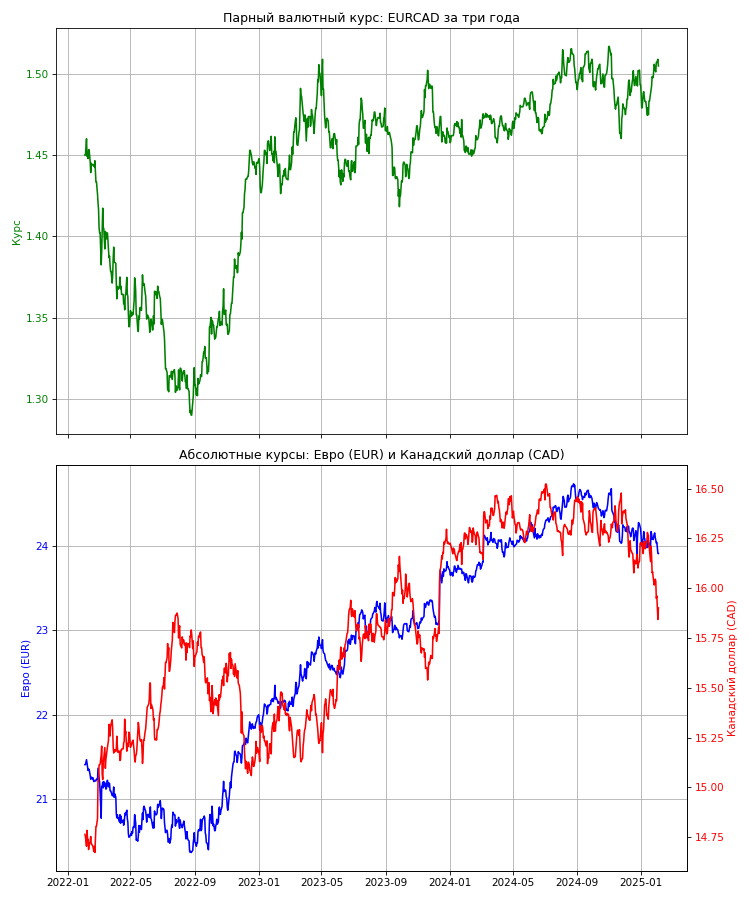 Парный валютный курс: EURCAD за три года
Курс
1.50
1.45
1.40
1.35
1.30
Абсолютные курсы: Евро (EUR) и Канадский доллар (CAD)
Евро (EUR)
24
23
22
21
16.50
16.25
16.00
15.75
15.50
15.25
15.00
14.75
Канадский доллар (CAD)
2022-01 2022-05 2022-09 2023-01 2023-05 2023-09 2024-01 2024-05 2024-09 2025-01